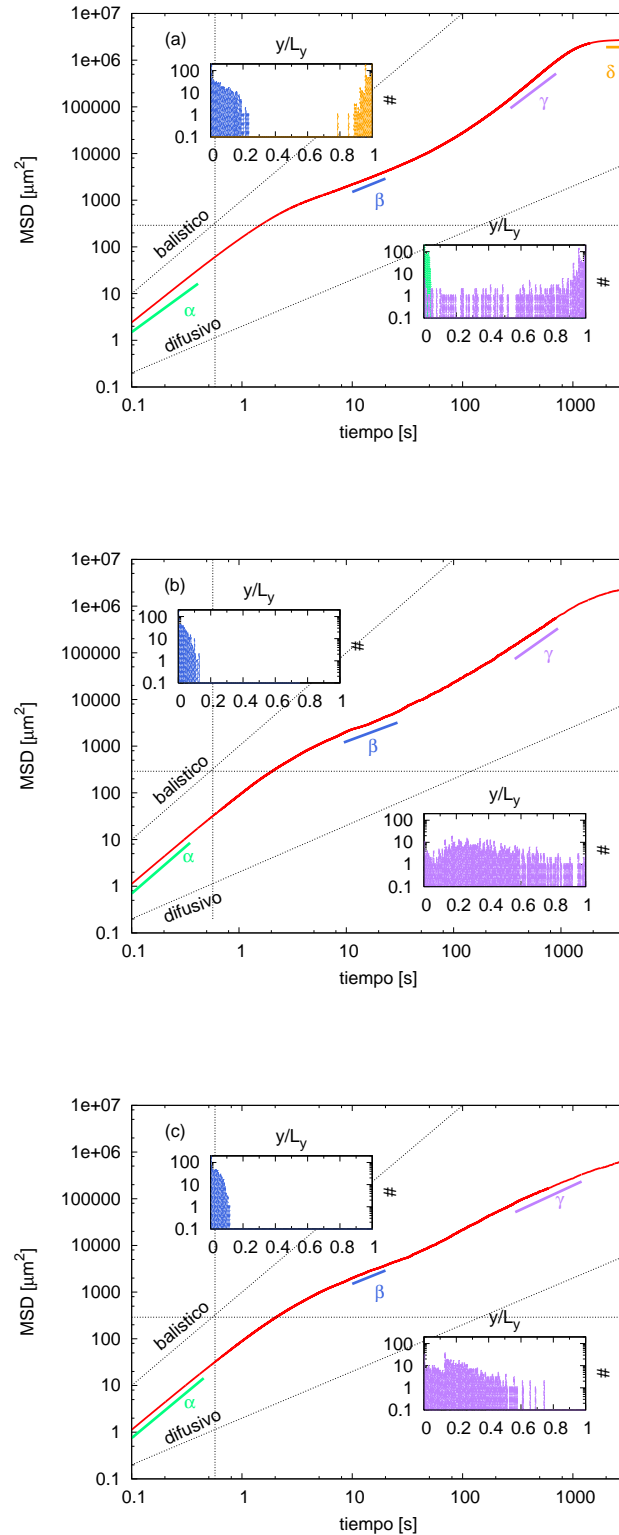 (a)
y/L_y
100
10
1
0.1
0 0.2 0.4 0.6 0.8 1
#
1e+07
1e+06
100000
10000
1000
100
10
1
0.1
MSD [μm²]
balistico
difusivo
α
β
γ
δ
y/L_y
100
10
1
0.1
0 0.2 0.4 0.6 0.8 1
#
0.1 1 10 100 1000
tiempo [s]
(b)
y/L_y
100
10
1
0.1
0 0.2 0.4 0.6 0.8 1
#
1e+07
1e+06
100000
10000
1000
100
10
1
0.1
MSD [μm²]
balistico
difusivo
α
β
γ
y/L_y
100
10
1
0.1
0 0.2 0.4 0.6 0.8 1
#
0.1 1 10 100 1000
tiempo [s]
(c)
y/L_y
100
10
1
0.1
0 0.2 0.4 0.6 0.8 1
#
1e+07
1e+06
100000
10000
1000
100
10
1
0.1
MSD [μm²]
balistico
difusivo
α
β
γ
y/L_y
100
10
1
0.1
0 0.2 0.4 0.6 0.8 1
#
0.1 1 10 100 1000
tiempo [s]